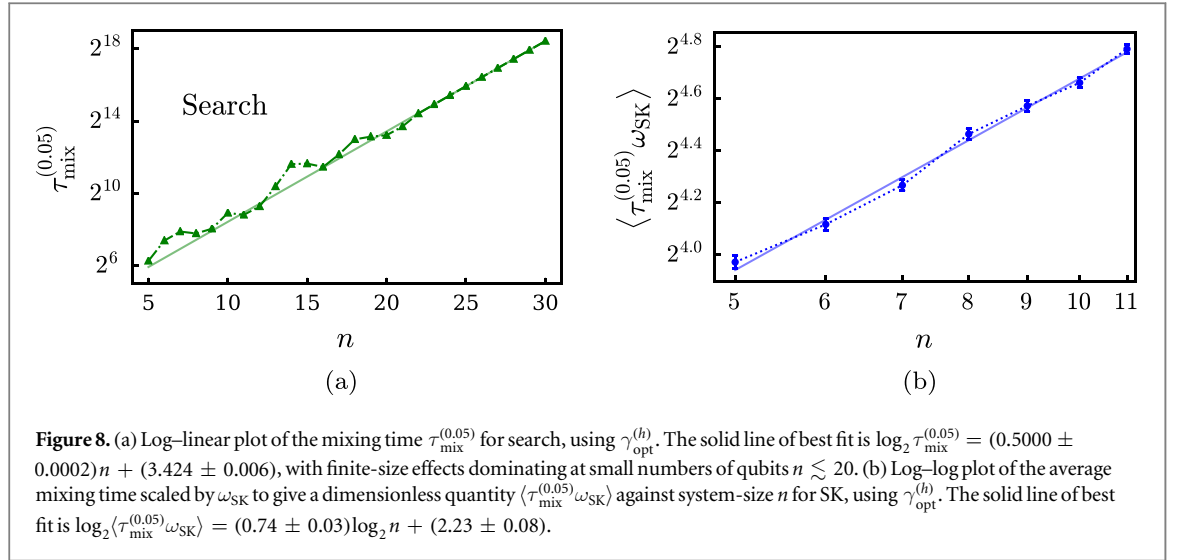 2^18
2^14
2^10
2^6
τ_mix^(0.05)
Search
5 10 15 20 25 30
n
(a)
2^4.8
2^4.6
2^4.4
2^4.2
2^4.0
⟨τ_mix^(0.05) ω_SK⟩
5 6 7 8 9 10 11
n
(b)
Figure 8. (a) Log–linear plot of the mixing time τ_mix^(0.05) for search, using γ_opt^(h). The solid line of best fit is log₂ τ_mix^(0.05) = (0.5000 ±
0.0002)n + (3.424 ± 0.006), with finite-size effects dominating at small numbers of qubits n ≲ 20. (b) Log–log plot of the average
mixing time scaled by ω_SK to give a dimensionless quantity ⟨τ_mix^(0.05) ω_SK⟩ against system-size n for SK, using γ_opt^(h). The solid line of best
fit is log₂⟨τ_mix^(0.05) ω_SK⟩ = (0.74 ± 0.03)log₂ n + (2.23 ± 0.08).